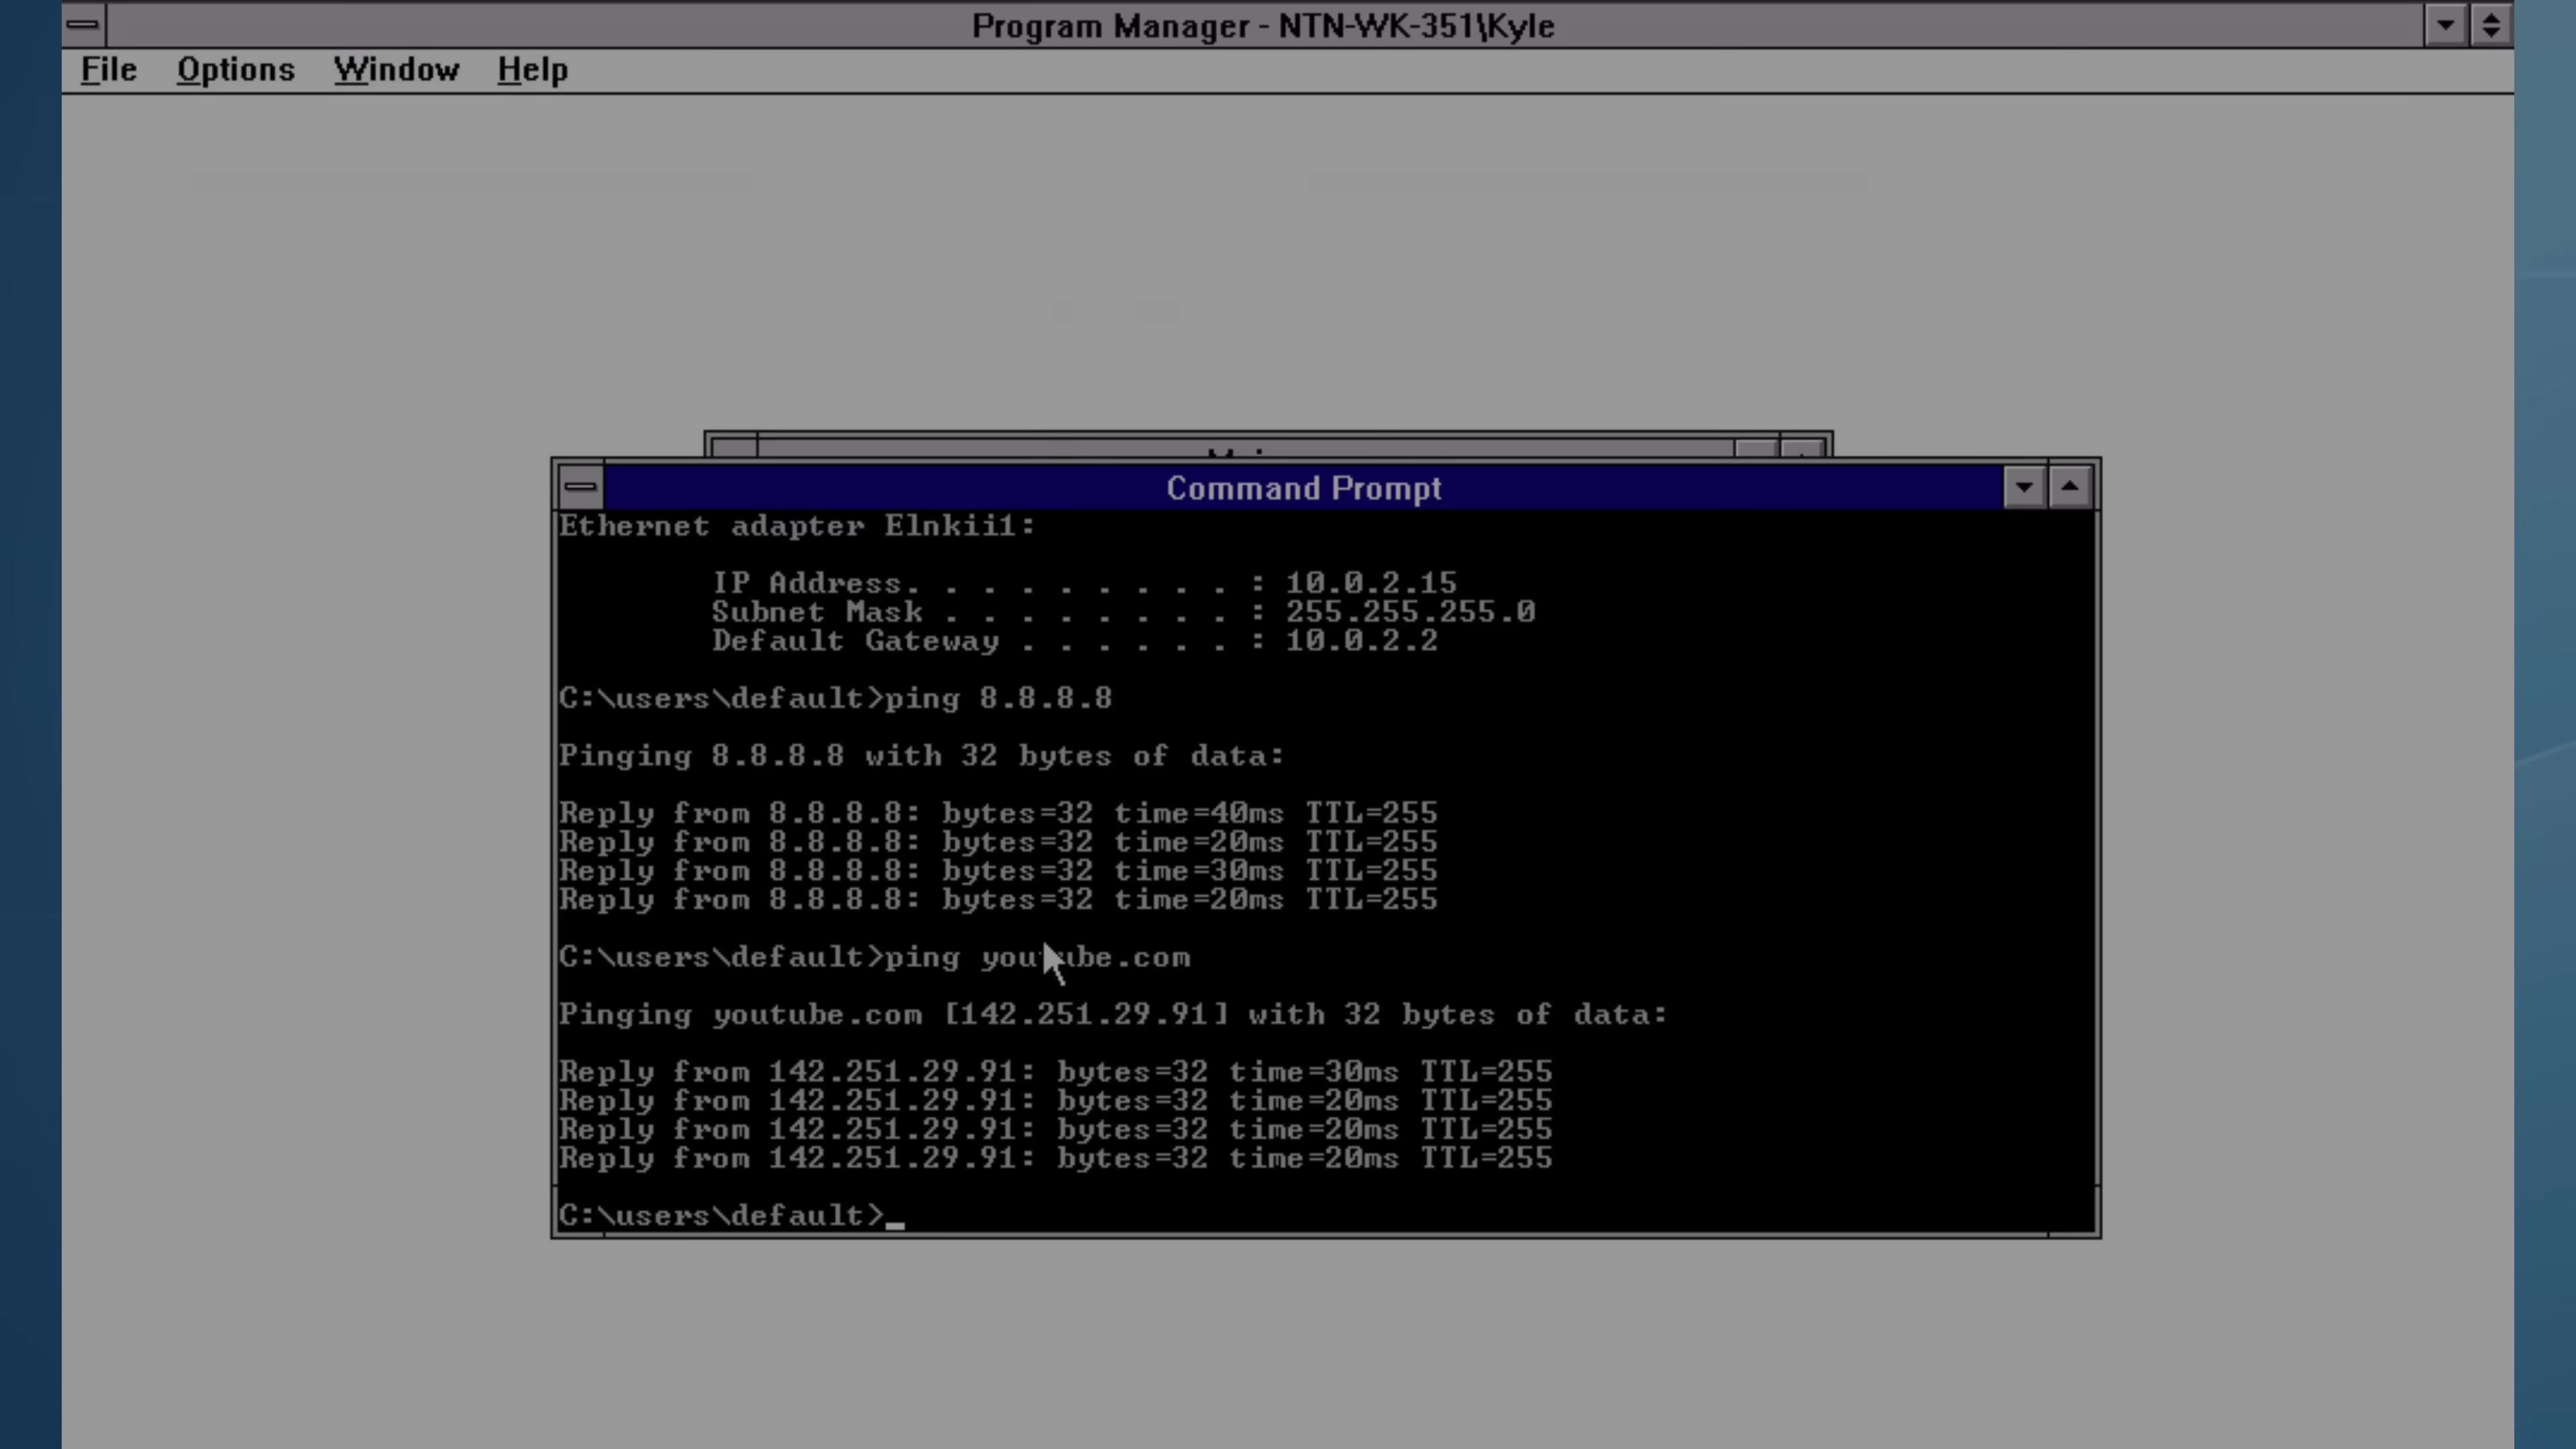 Program Manager - NTN-WK-351\Kyle
File Options Window Help
Command Prompt
Ethernet adapter Elnkii1:
IP Address. . . . . . . . . : 10.0.2.15
Subnet Mask . . . . . . . . : 255.255.255.0
Default Gateway . . . . . . : 10.0.2.2
C:\users\default>ping 8.8.8.8
Pinging 8.8.8.8 with 32 bytes of data:
Reply from 8.8.8.8: bytes=32 time=40ms TTL=255
Reply from 8.8.8.8: bytes=32 time=20ms TTL=255
Reply from 8.8.8.8: bytes=32 time=30ms TTL=255
Reply from 8.8.8.8: bytes=32 time=20ms TTL=255
C:\users\default>ping youtube.com
Pinging youtube.com [142.251.29.91] with 32 bytes of data:
Reply from 142.251.29.91: bytes=32 time=30ms TTL=255
Reply from 142.251.29.91: bytes=32 time=20ms TTL=255
Reply from 142.251.29.91: bytes=32 time=20ms TTL=255
Reply from 142.251.29.91: bytes=32 time=20ms TTL=255
C:\users\default>_